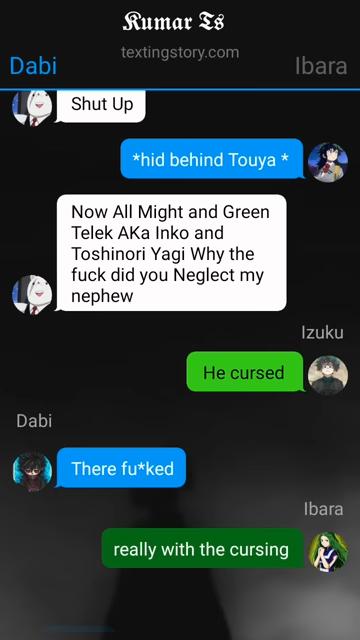 Kumar Ts
textingstory.com
Dabi
Ibara
Shut Up
*hid behind Touya *
Now All Might and Green
Telek AKa Inko and
Toshinori Yagi Why the
fuck did you Neglect my
nephew
Izuku
He cursed
Dabi
There fu*ked
Ibara
really with the cursing